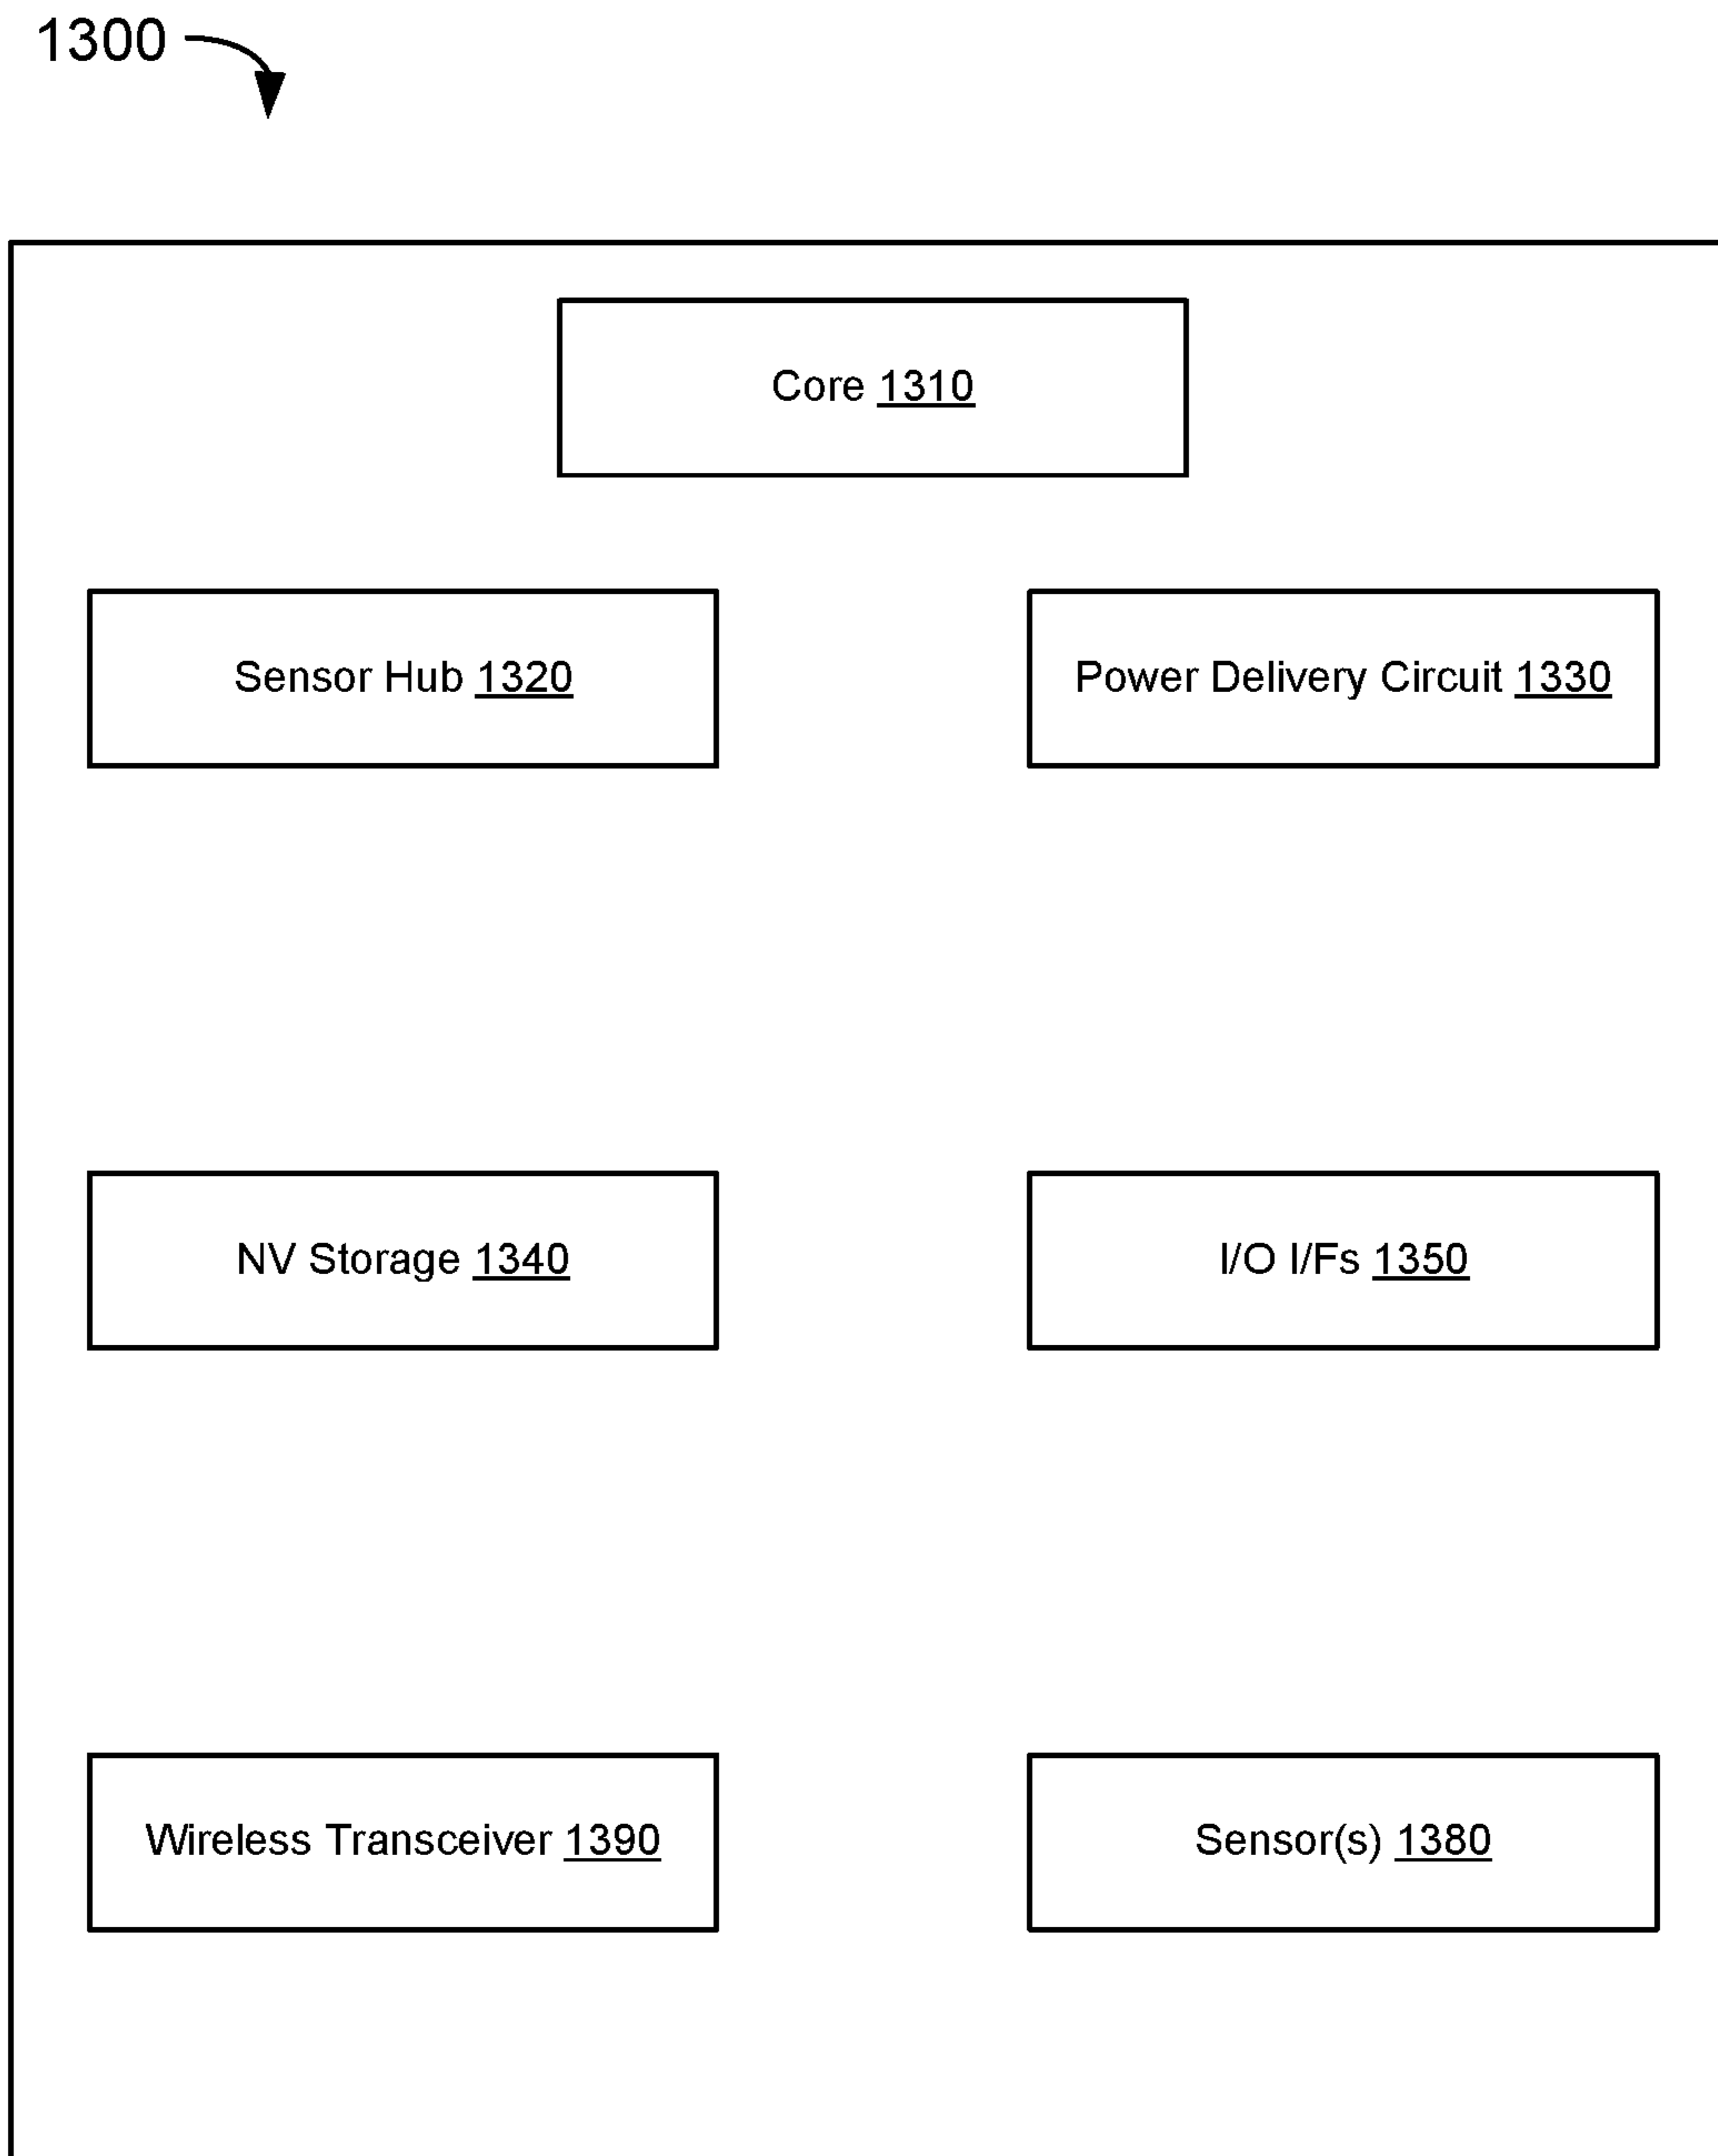 1300
Core 1310
Sensor Hub 1320
Power Delivery Circuit 1330
NV Storage 1340
I/O I/Fs 1350
Wireless Transceiver 1390
Sensor(s) 1380